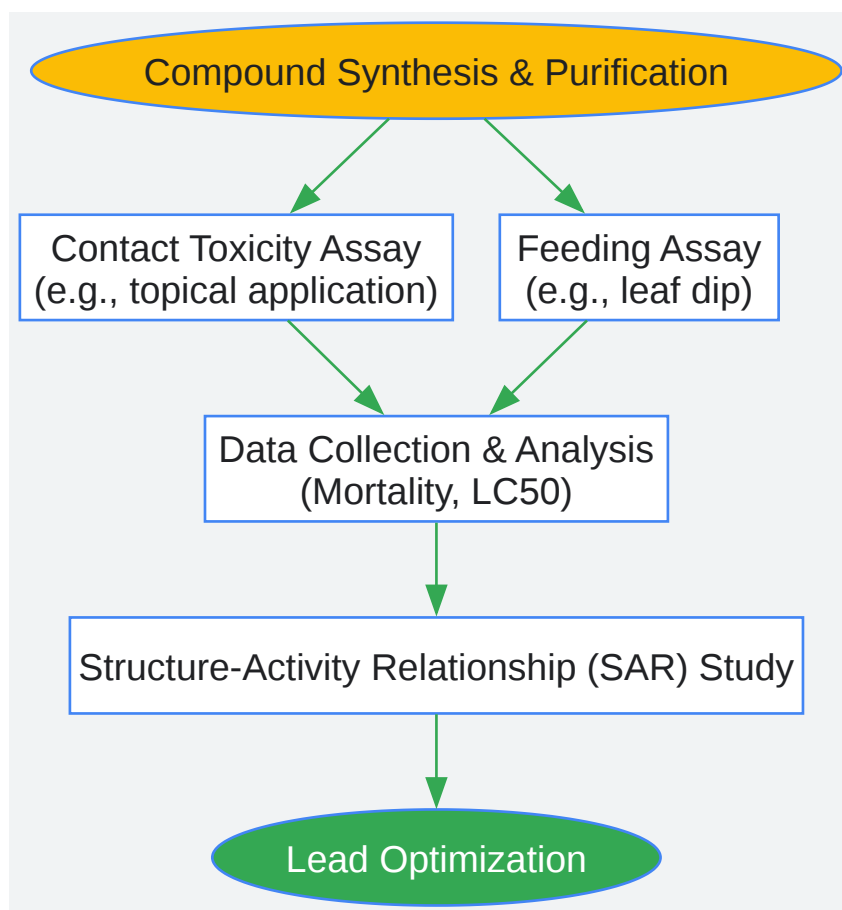 Compound Synthesis & Purification
Contact Toxicity Assay
(e.g., topical application)
Feeding Assay
(e.g., leaf dip)
Data Collection & Analysis
(Mortality, LC50)
Structure-Activity Relationship (SAR) Study
Lead Optimization